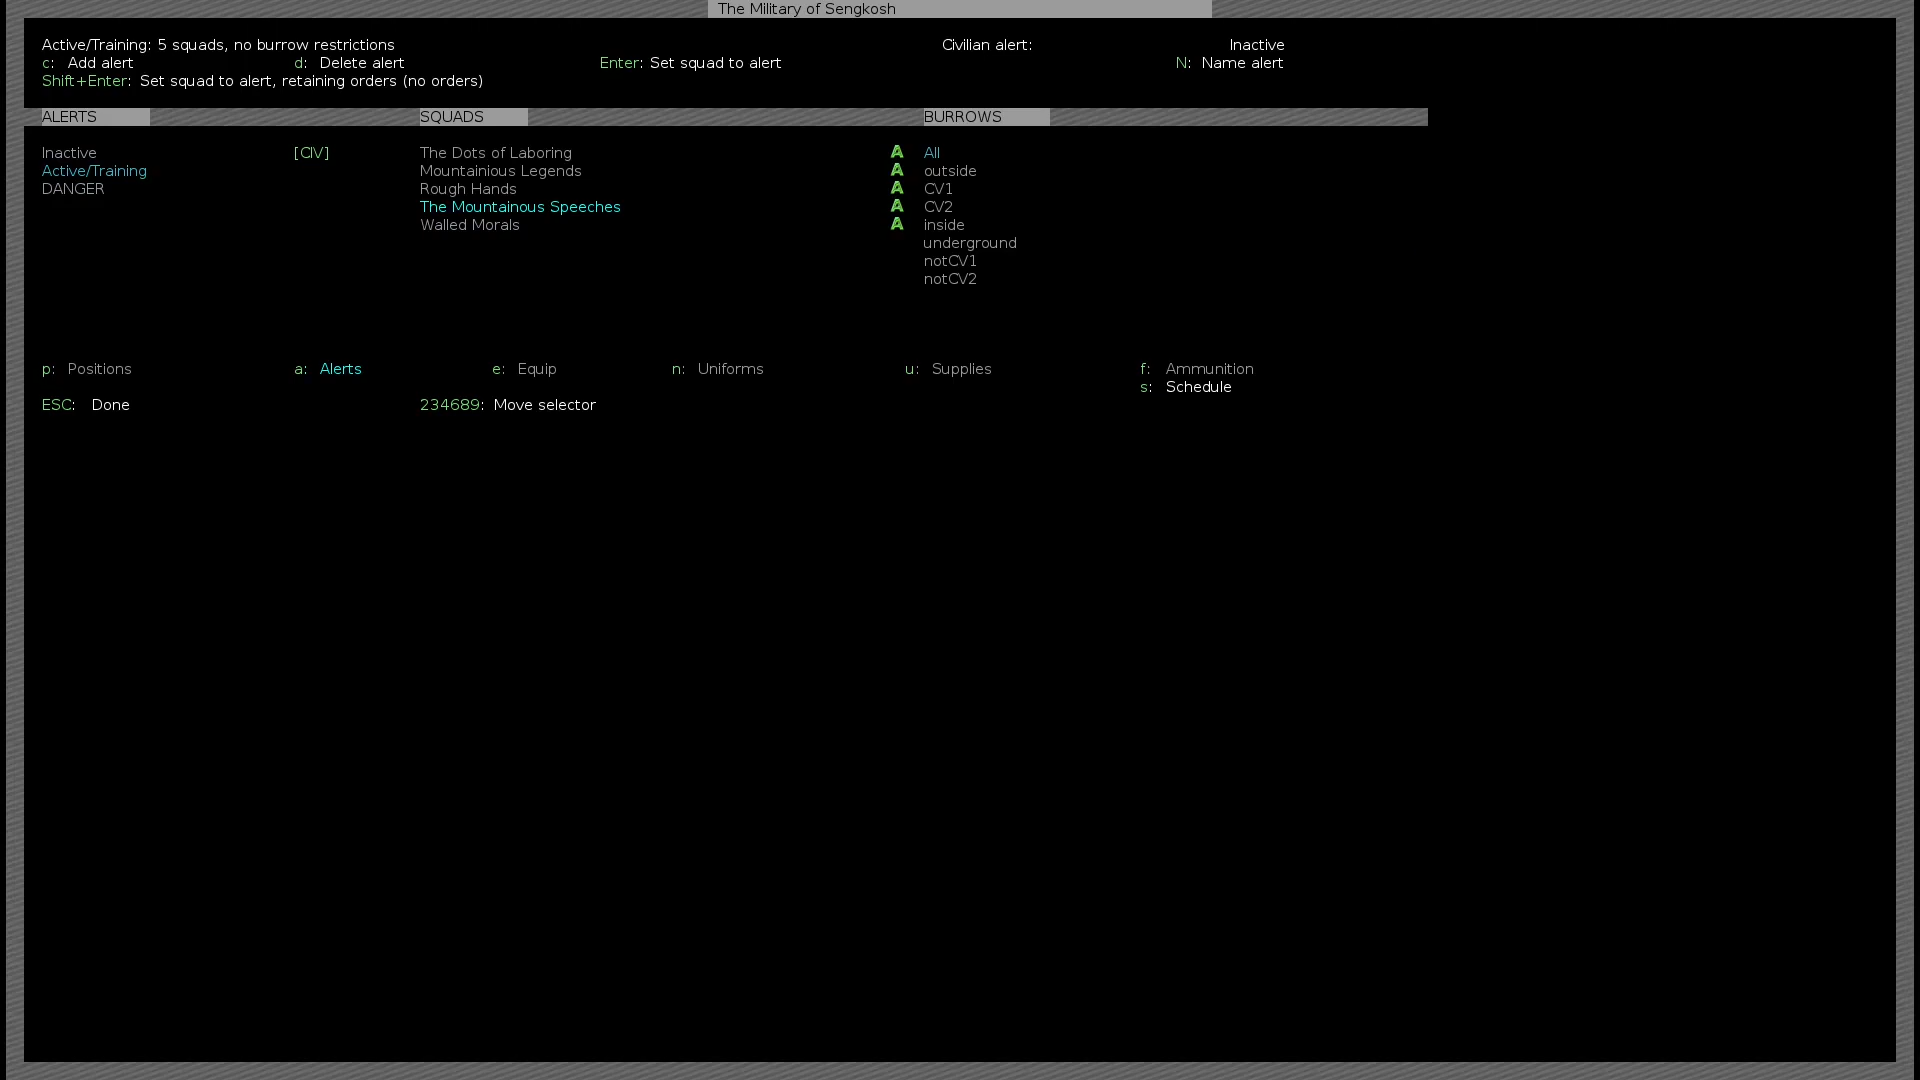 The Military of Sengkosh
Active/Training: 5 squads, no burrow restrictions Civilian alert: Inactive
c: Add alert d: Delete alert Enter: Set squad to alert N: Name alert
Shift+Enter: Set squad to alert, retaining orders (no orders)
ALERTS SQUADS BURROWS
Inactive [CIV] The Dots of Laboring A All
Active/Training Mountainious Legends A outside
DANGER Rough Hands A CV1
The Mountainous Speeches A CV2
Walled Morals A inside
underground
notCV1
notCV2
p: Positions a: Alerts e: Equip n: Uniforms u: Supplies f: Ammunition
s: Schedule
ESC: Done 234689: Move selector